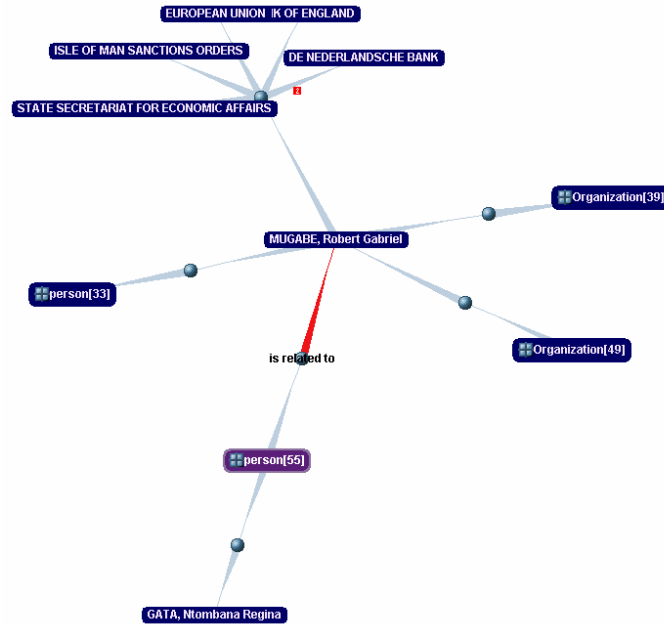 EUROPEAN UNION IK OF ENGLAND
ISLE OF MAN SANCTIONS ORDERS
DE NEDERLANDSCHE BANK
STATE SECRETARIAT FOR ECONOMIC AFFAIRS
Organization[39]
MUGABE, Robert Gabriel
person[33]
Organization[49]
is related to
person[55]
GATA, Ntombana Regina